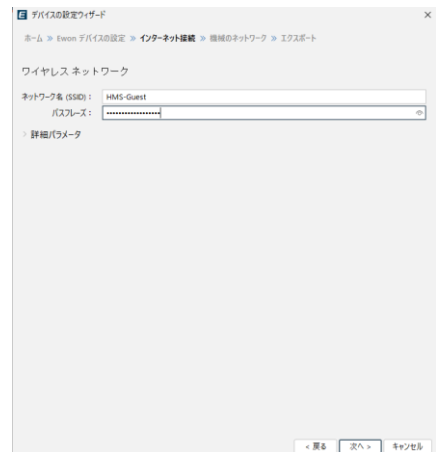 デバイスの設定ウィザード
ホーム » Ewon デバイスの設定 » インターネット接続 » 機械のネットワーク » エクスポート
ワイヤレス ネットワーク
ネットワーク名 (SSID) : HMS-Guest
パスフレーズ : ••••••••••••••••••
> 詳細パラメータ
< 戻る 次へ > キャンセル